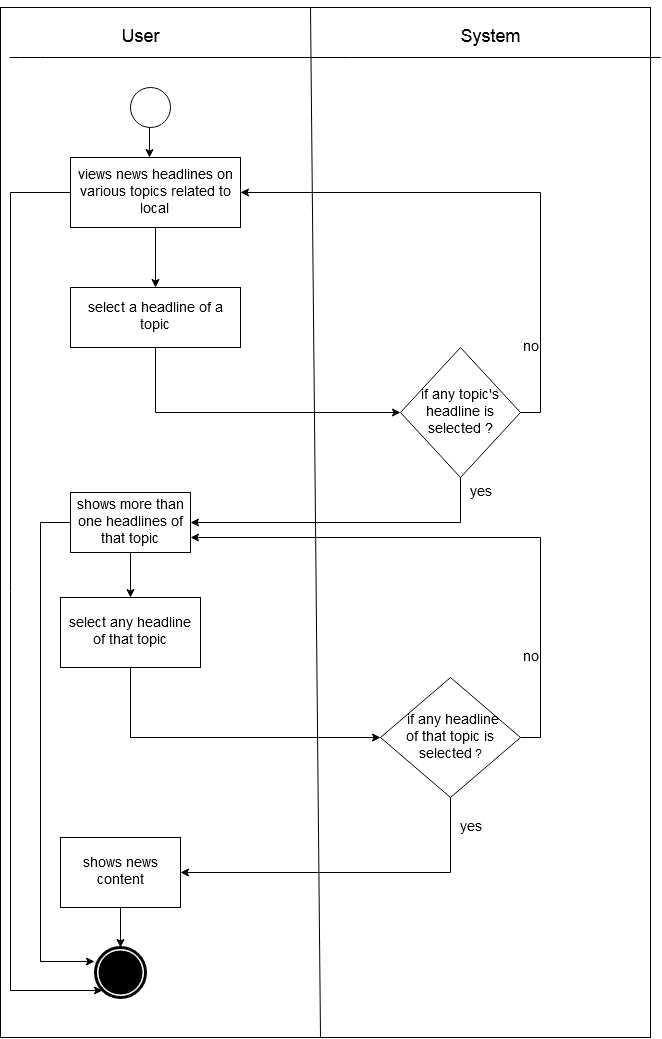 User
System
views news headlines on
various topics related to
local
select a headline of a
topic
no
if any topic's
headline is
selected ?
yes
shows more than
one headlines of
that topic
select any headline
of that topic
no
if any headline
of that topic is
selected ?
yes
shows news
content